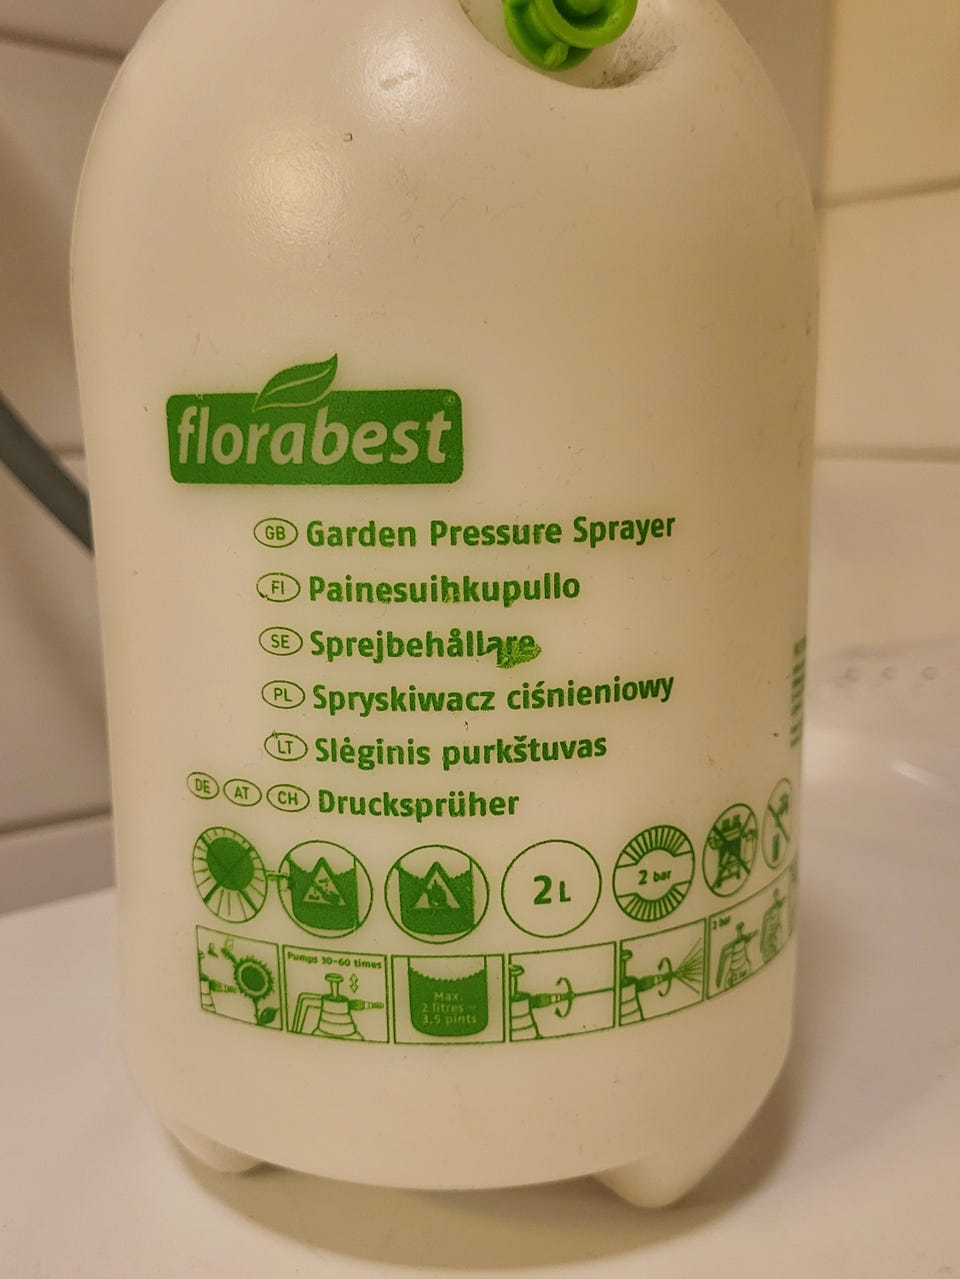 florabest®
GB Garden Pressure Sprayer
FI Painesuihkupullo
SE Sprejbehållare
PL Spryskiwacz ciśnieniowy
LT Slėginis purkštuvas
DE AT CH Drucksprüher
2 L
2 bar
Pumps 30-60 times
Max.
2 litres ~
3,5 pints
2 bar